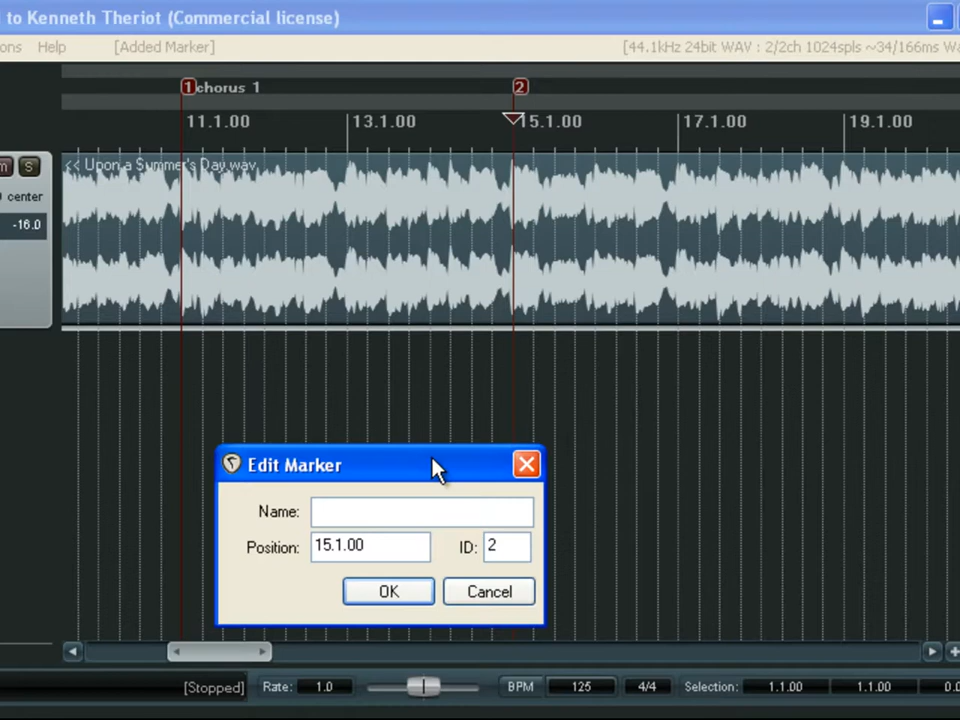 to Kenneth Theriot (Commercial license)
ons Help [Added Marker] [44.1kHz 24bit WAV : 2/2ch 1024spls ~34/166ms Wa
1 chorus 1 2
11.1.00 13.1.00 15.1.00 17.1.00 19.1.00
m S << Upon a Summer's Day.wav
center
-16.0
Edit Marker
Name:
Position: 15.1.00 ID: 2
OK Cancel
[Stopped] Rate: 1.0 BPM 125 4/4 Selection: 1.1.00 1.1.00 0.0